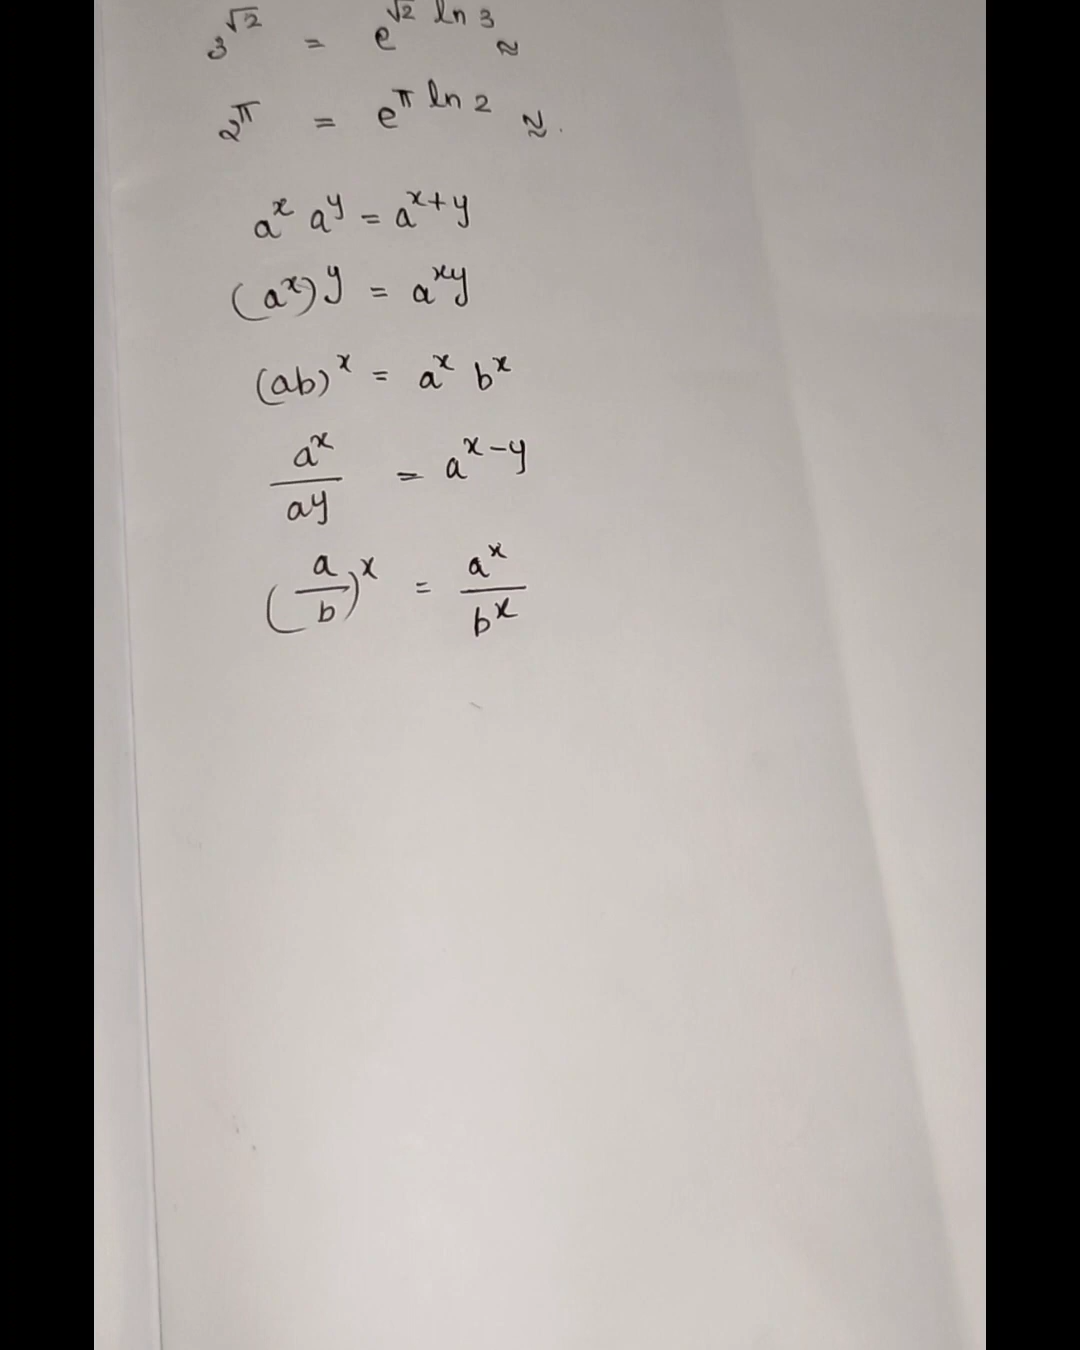 3^√2 = e^√2 ln 3 ≈
2^π = e^π ln 2 ≈.
a^x a^y = a^x+y
(a^x)^y = a^xy
(ab)^x = a^x b^x
a^x/a^y = a^x-y
(a/b)^x = a^x/b^x